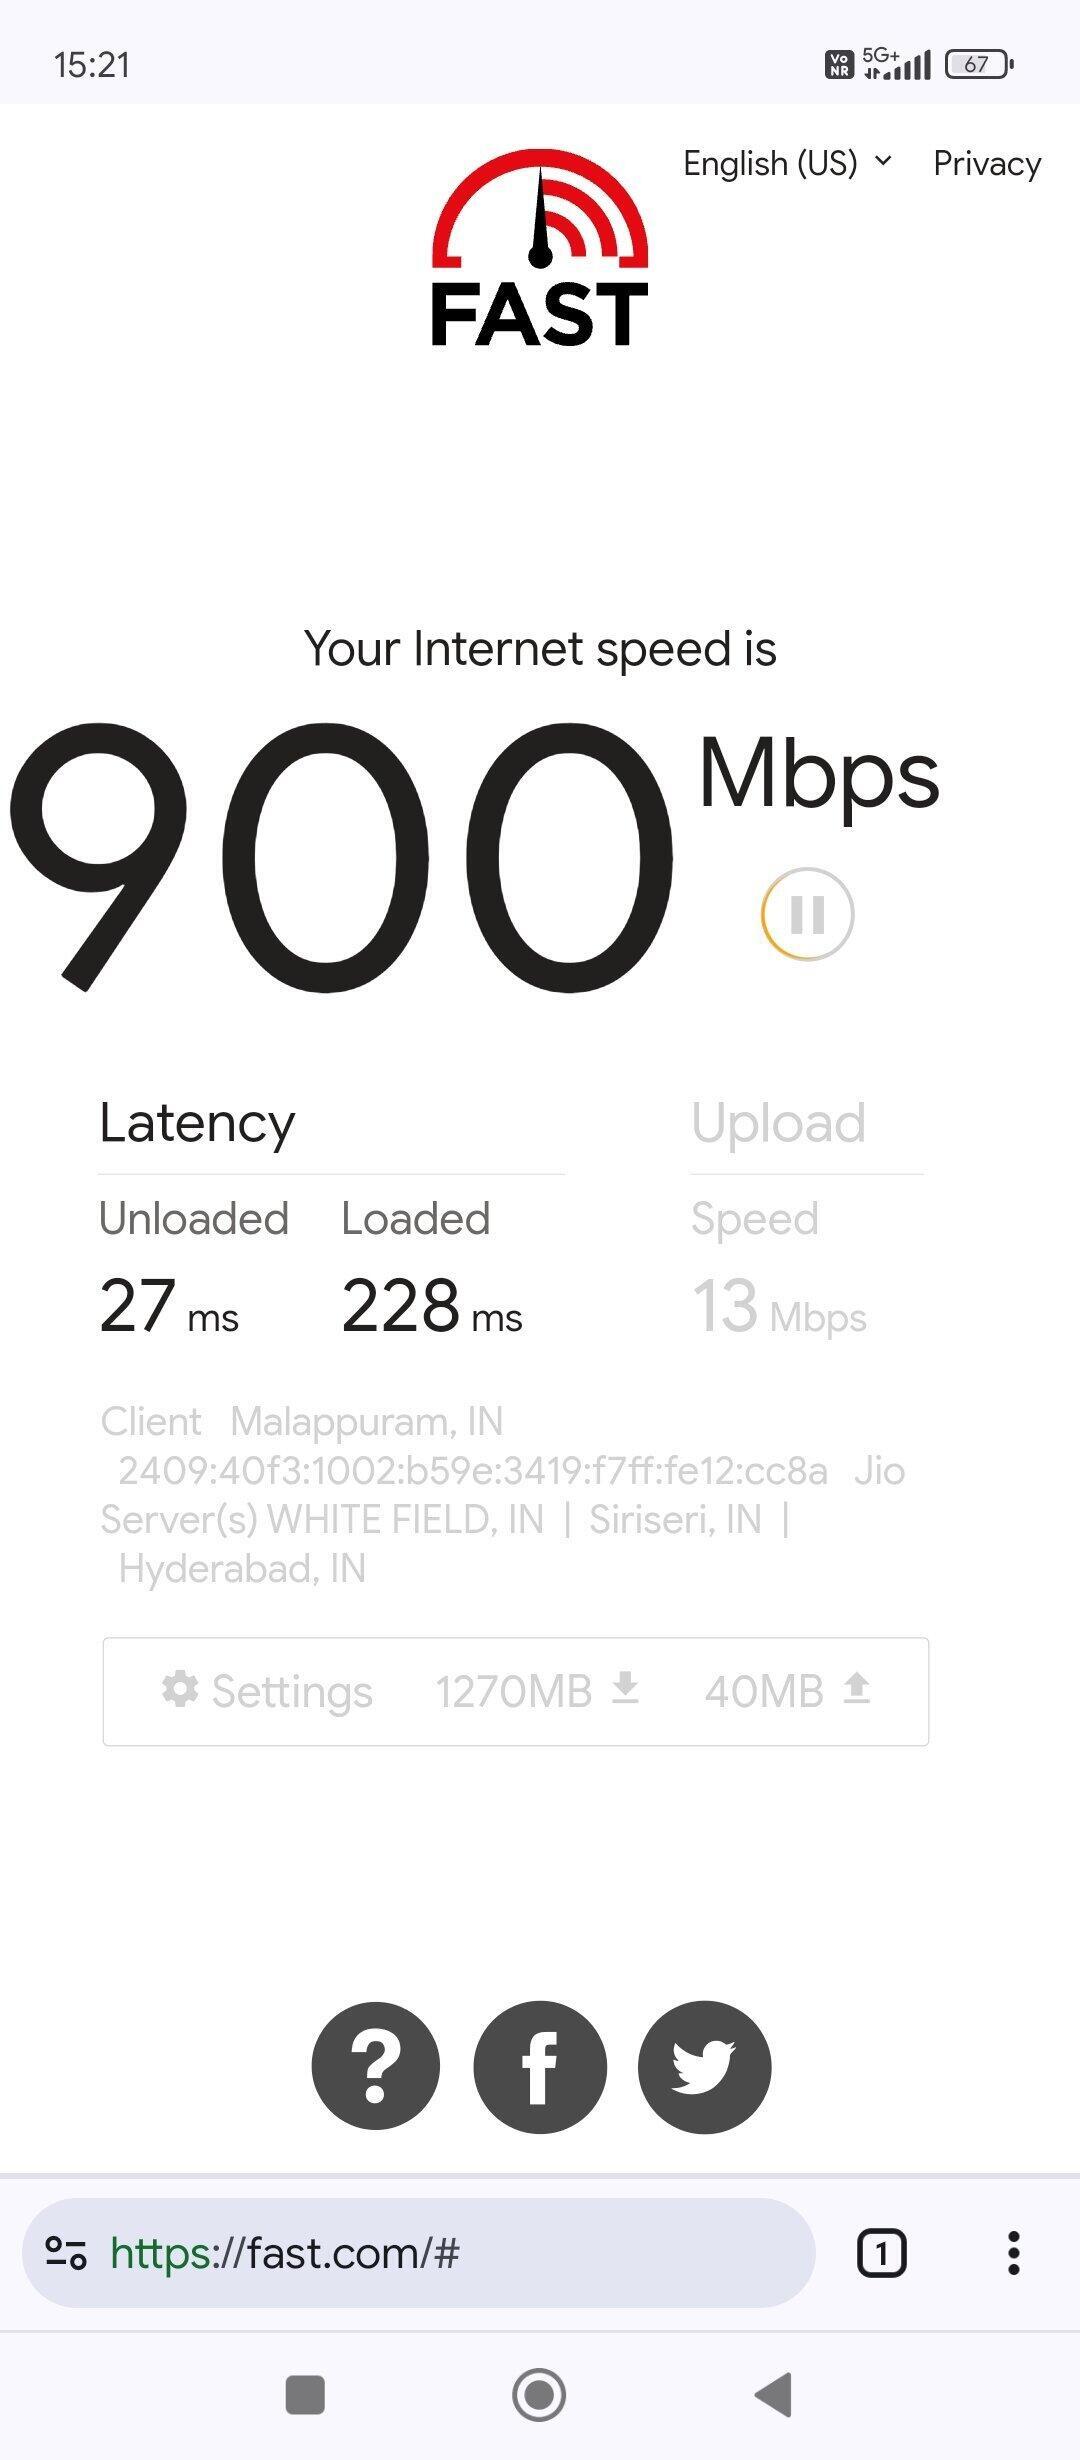 15:21
Vo NR 5G+ 67
English (US) Privacy
FAST
Your Internet speed is
900 Mbps
Latency Upload
Unloaded Loaded Speed
27 ms 228 ms 13 Mbps
Client Malappuram, IN
2409:40f3:1002:b59e:3419:f7ff:fe12:cc8a Jio
Server(s) WHITE FIELD, IN | Siriseri, IN |
Hyderabad, IN
Settings 1270MB 40MB
?
f
https://fast.com/# 1